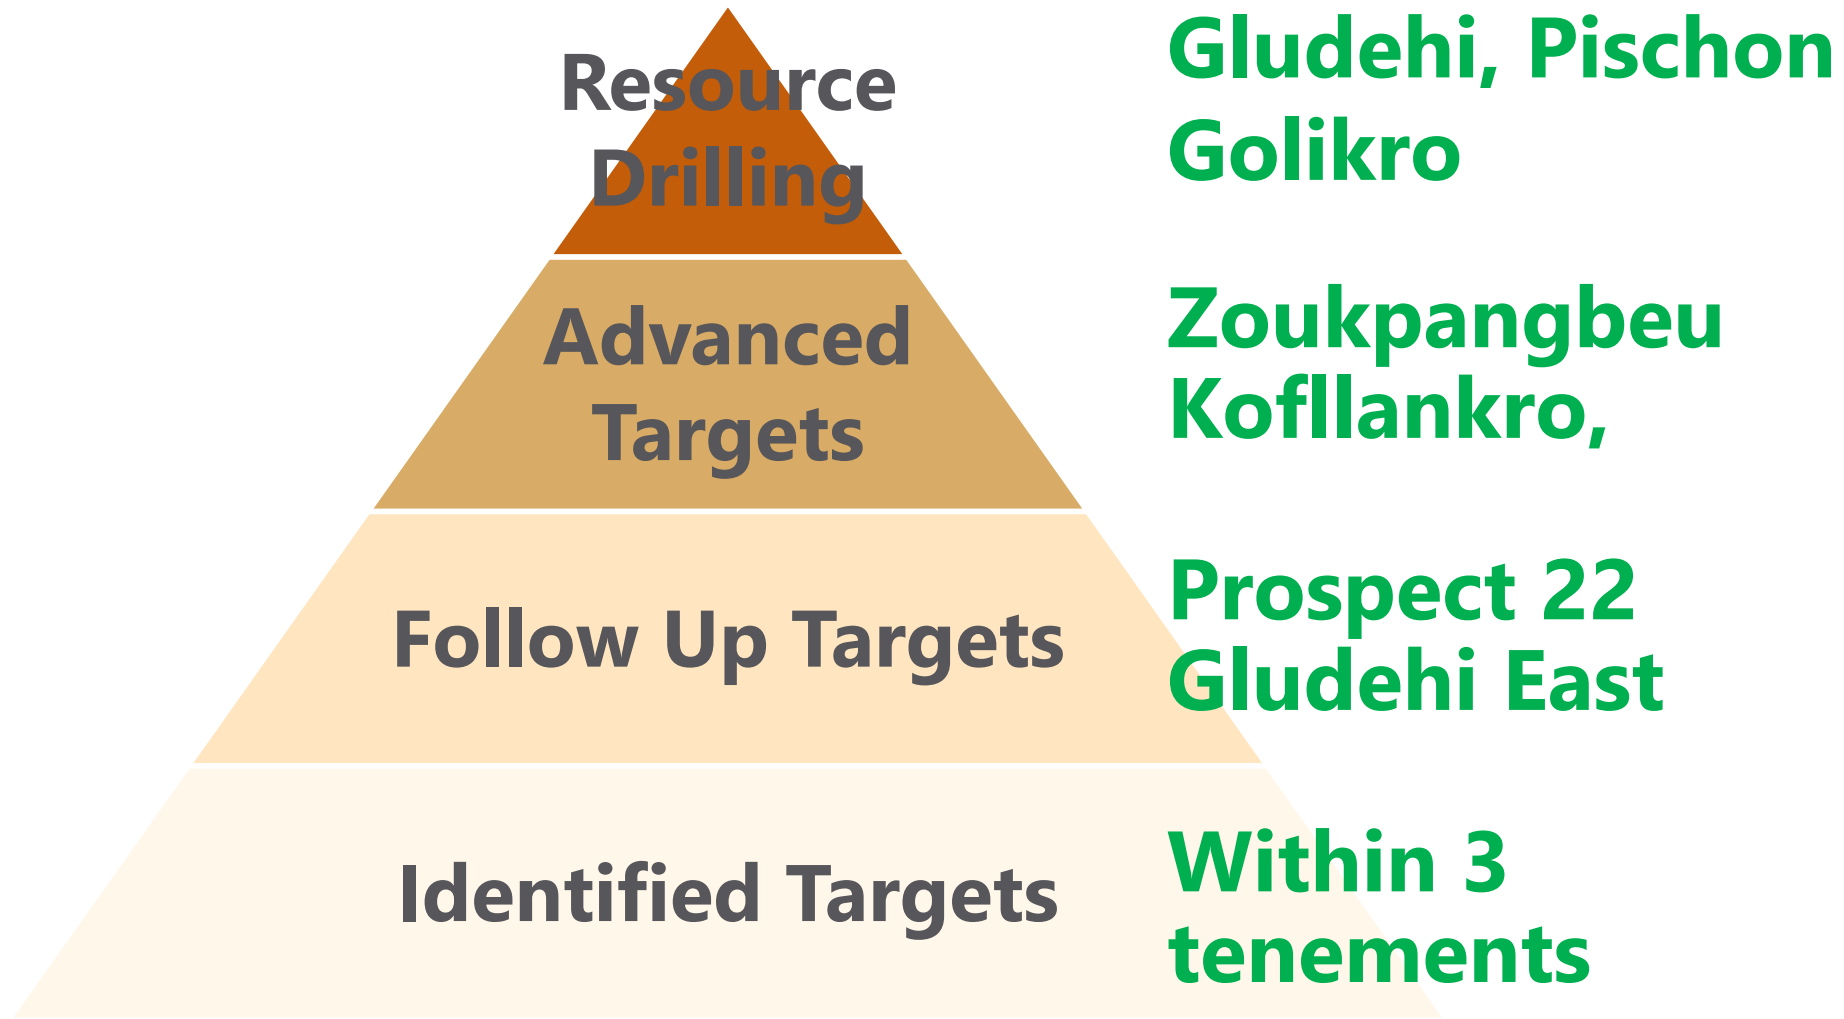 Resource
Drilling
Gludehi, Pischon
Golikro
Advanced
Targets
Zoukpangbeu
Kofllankro,
Follow Up Targets
Prospect 22
Gludehi East
Identified Targets
Within 3
tenements